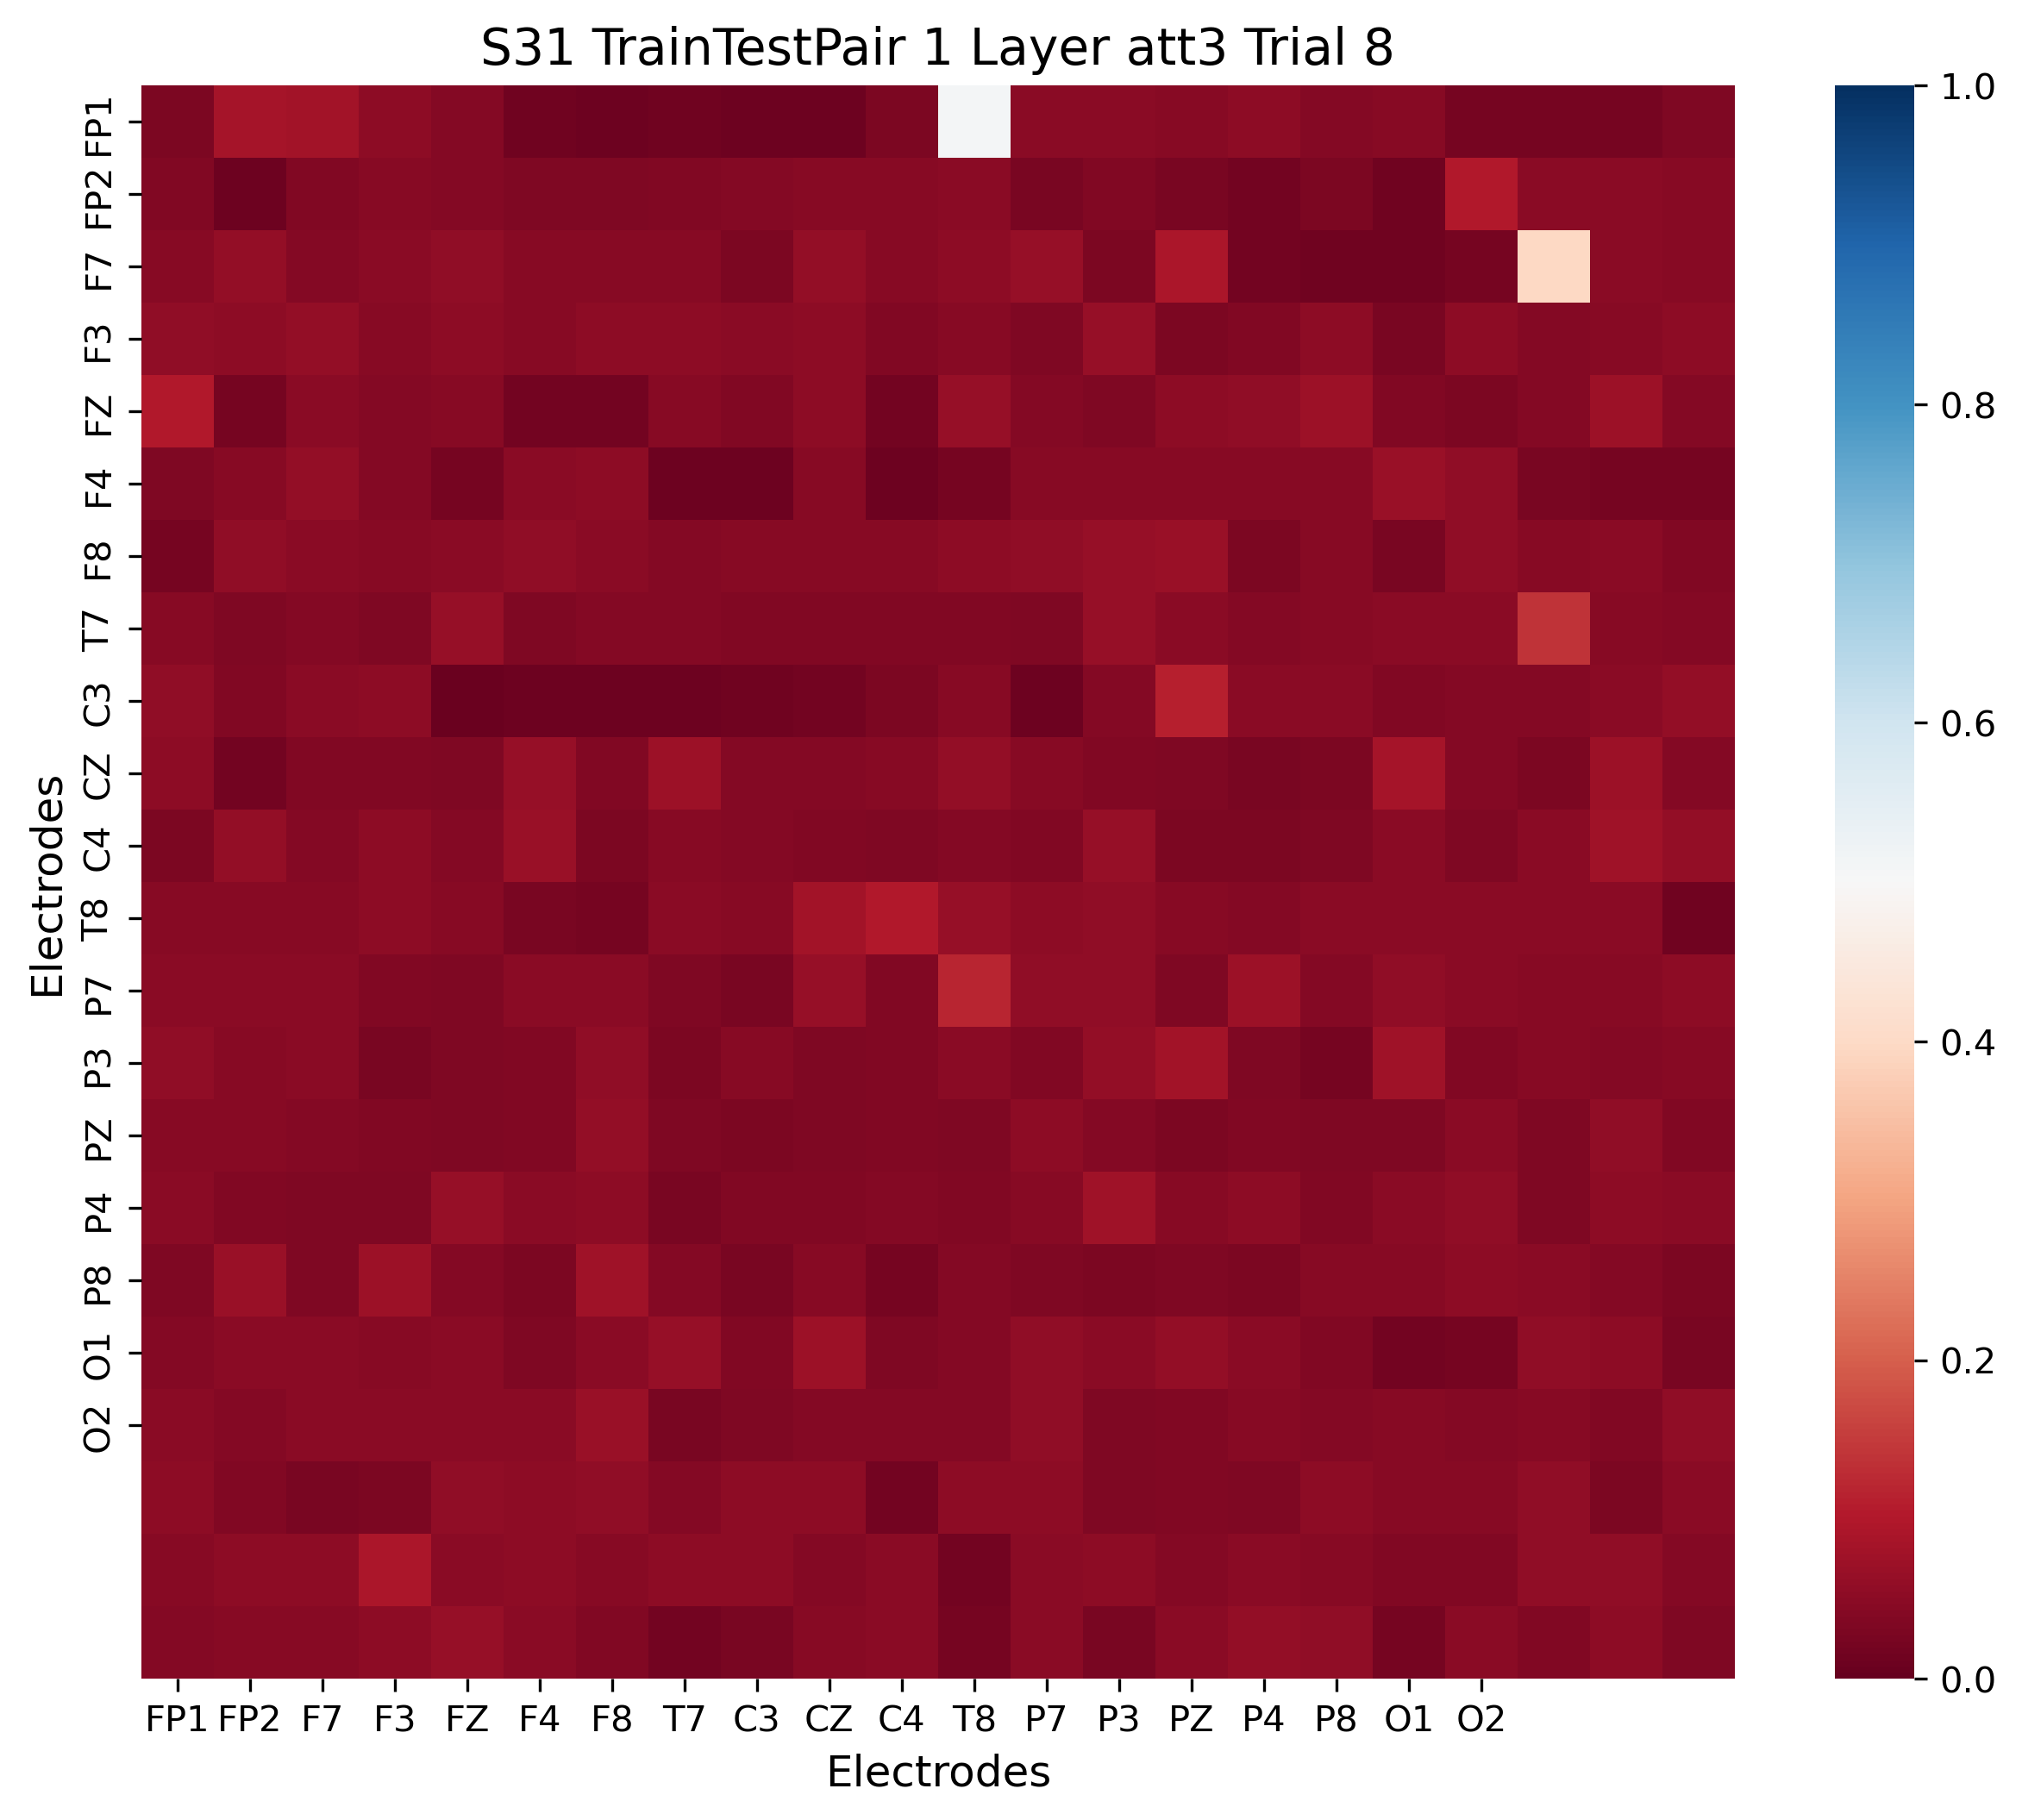 S31 TrainTestPair 1 Layer att3 Trial 8
Electrodes
FP1
FP2
F7
F3
FZ
F4
F8
T7
C3
CZ
C4
T8
P7
P3
PZ
P4
P8
O1
O2
FP1 FP2 F7 F3 FZ F4 F8 T7 C3 CZ C4 T8 P7 P3 PZ P4 P8 O1 O2
Electrodes
1.0
0.8
0.6
0.4
0.2
0.0